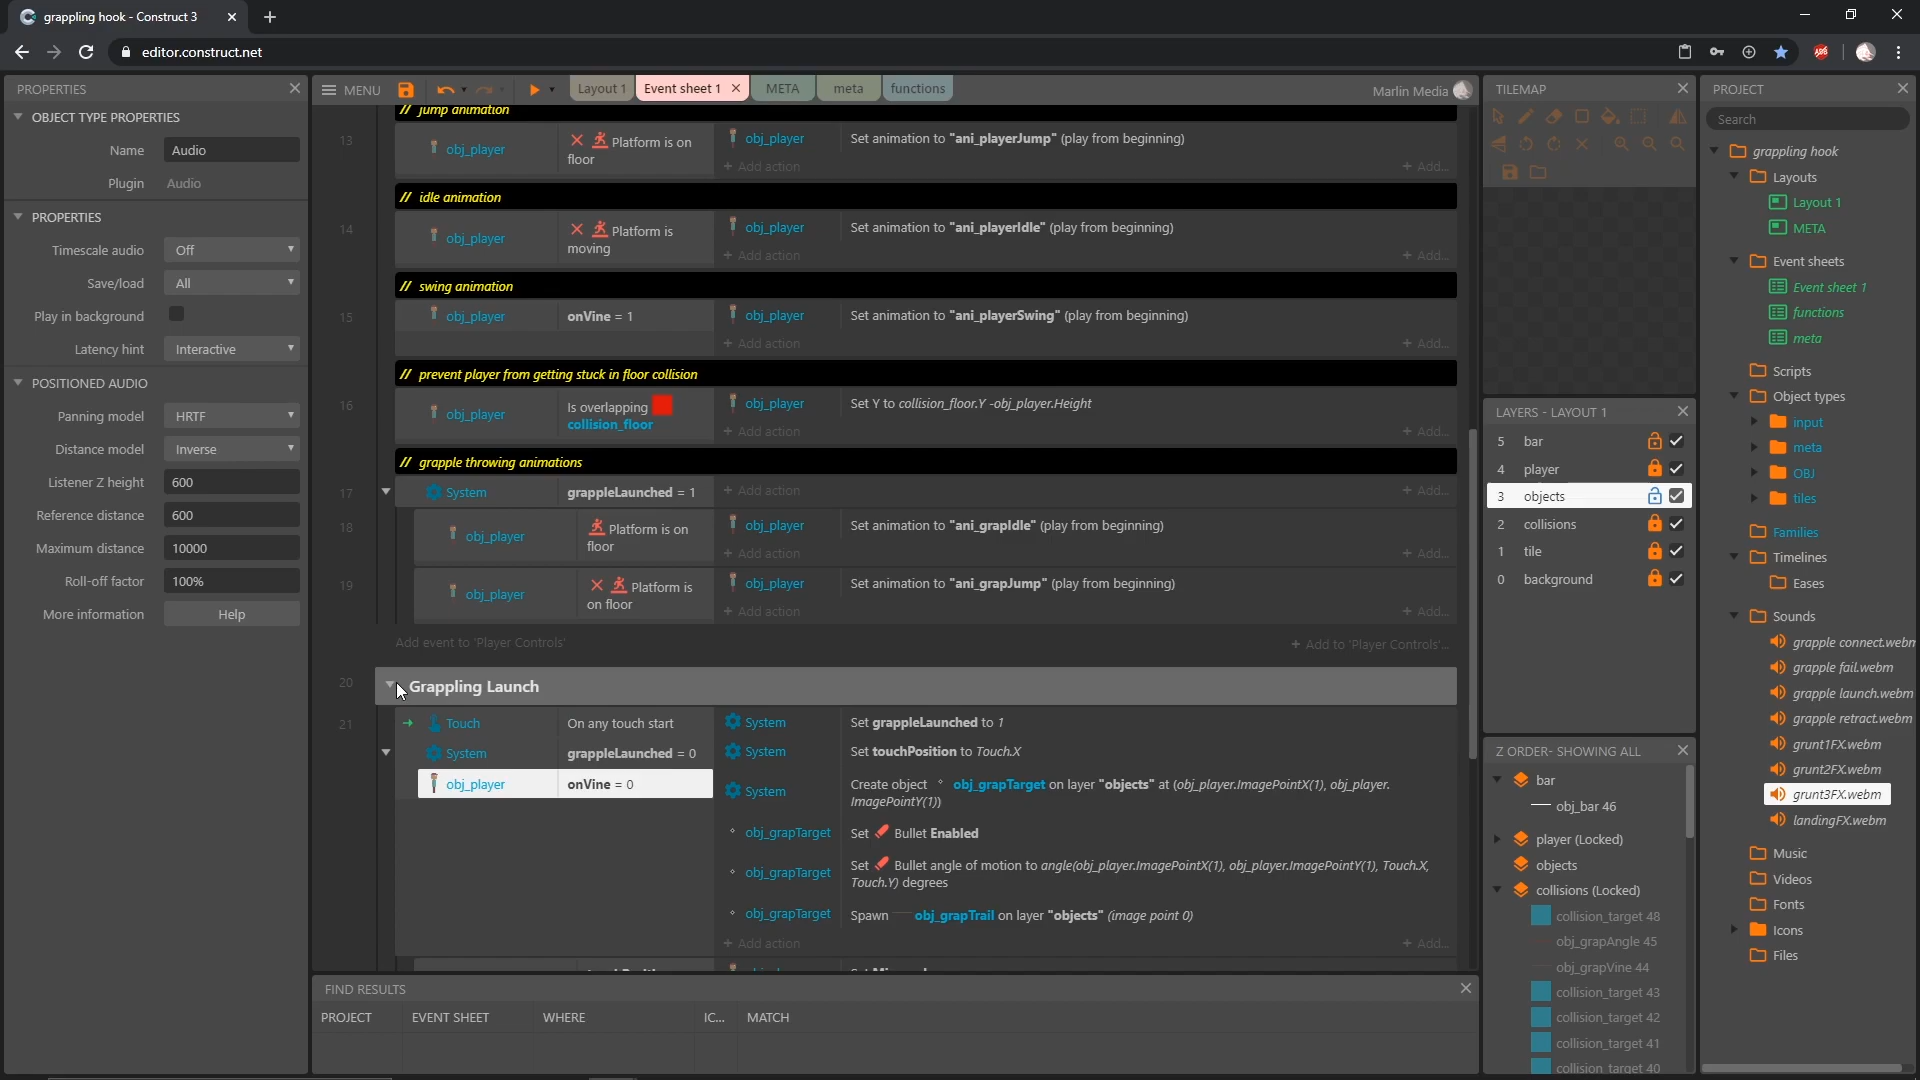 grappling hook - Construct 3
editor.construct.net
PROPERTIES
OBJECT TYPE PROPERTIES
Name Audio
Plugin Audio
PROPERTIES
Timescale audio Off
Save/load All
Play in background
Latency hint Interactive
POSITIONED AUDIO
Panning model HRTF
Distance model Inverse
Listener Z height 600
Reference distance 600
Maximum distance 10000
Roll-off factor 100%
More information Help
MENU
Layout 1 Event sheet 1 META meta functions
Marlin Media
// jump animation
13 obj_player Platform is on floor obj_player Set animation to "ani_playerJump" (play from beginning)
+ Add action + Add...
// idle animation
14 obj_player Platform is moving obj_player Set animation to "ani_playerIdle" (play from beginning)
+ Add action + Add...
// swing animation
15 obj_player onVine = 1 obj_player Set animation to "ani_playerSwing" (play from beginning)
+ Add action + Add...
// prevent player from getting stuck in floor collision
16 obj_player Is overlapping collision_floor obj_player Set Y to collision_floor.Y -obj_player.Height
+ Add action + Add...
// grapple throwing animations
17 System grappleLaunched = 1 + Add action + Add...
18 obj_player Platform is on floor obj_player Set animation to "ani_grapIdle" (play from beginning)
+ Add action + Add...
19 obj_player Platform is on floor obj_player Set animation to "ani_grapJump" (play from beginning)
+ Add action + Add...
Add event to 'Player Controls' + Add to 'Player Controls'...
20 Grappling Launch
21 Touch On any touch start System Set grappleLaunched to 1
System grappleLaunched = 0 System Set touchPosition to Touch.X
obj_player onVine = 0 System Create object obj_grapTarget on layer "objects" at (obj_player.ImagePointX(1), obj_player.
ImagePointY(1))
obj_grapTarget Set Bullet Enabled
obj_grapTarget Set Bullet angle of motion to angle(obj_player.ImagePointX(1), obj_player.ImagePointY(1), Touch.X,
Touch.Y) degrees
obj_grapTarget Spawn obj_grapTrail on layer "objects" (image point 0)
+ Add action + Add...
FIND RESULTS
PROJECT EVENT SHEET WHERE IC... MATCH
TILEMAP
LAYERS - LAYOUT 1
5 bar
4 player
3 objects
2 collisions
1 tile
0 background
Z ORDER- SHOWING ALL
bar
obj_bar 46
player (Locked)
objects
collisions (Locked)
collision_target 48
obj_grapAngle 45
obj_grapVine 44
collision_target 43
collision_target 42
collision_target 41
collision_target 40
PROJECT
Search
grappling hook
Layouts
Layout 1
META
Event sheets
Event sheet 1
functions
meta
Scripts
Object types
input
meta
OBJ
tiles
Families
Timelines
Eases
Sounds
grapple connect.webm
grapple fail.webm
grapple launch.webm
grapple retract.webm
grunt1FX.webm
grunt2FX.webm
grunt3FX.webm
landingFX.webm
Music
Videos
Fonts
Icons
Files